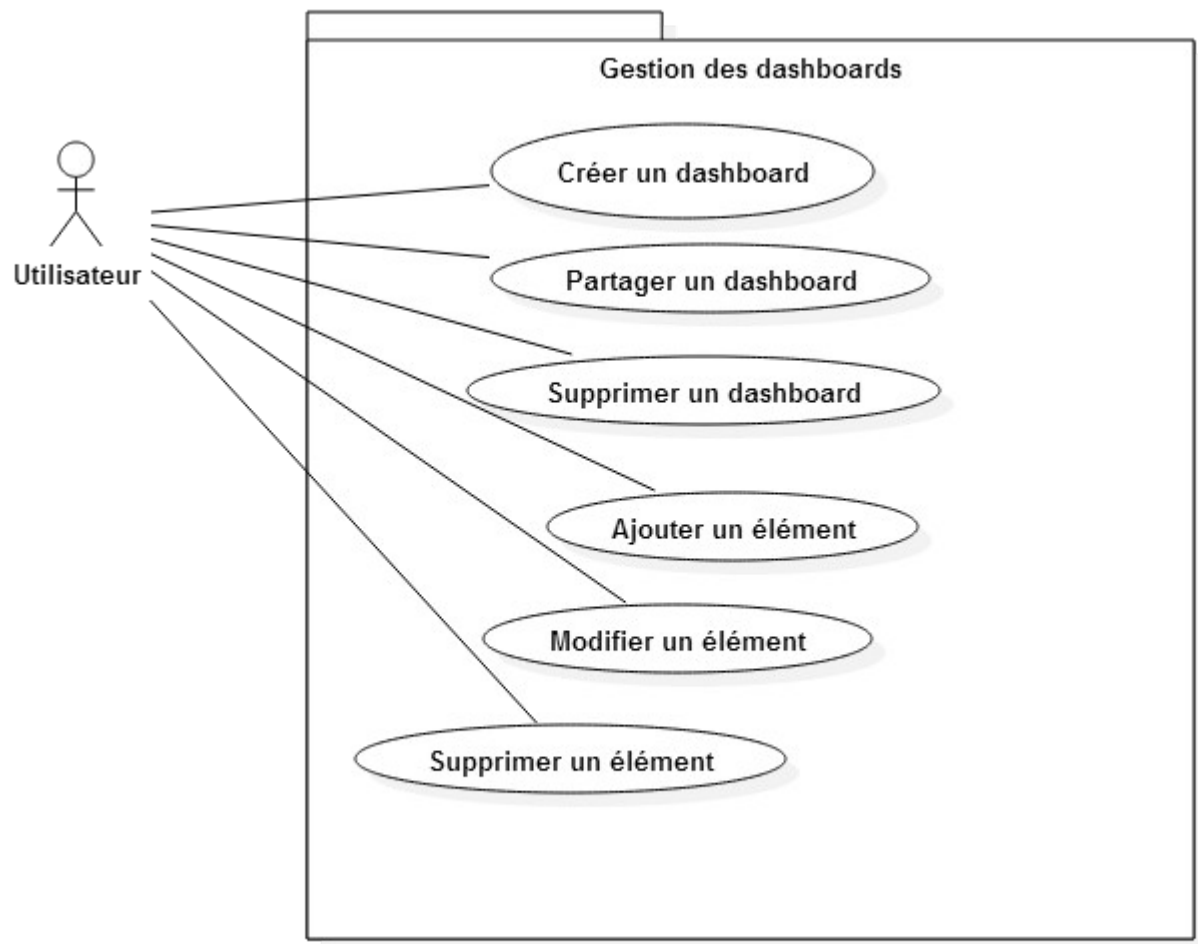 Gestion des dashboards
Créer un dashboard
Utilisateur
Partager un dashboard
Supprimer un dashboard
Ajouter un élément
Modifier un élément
Supprimer un élément